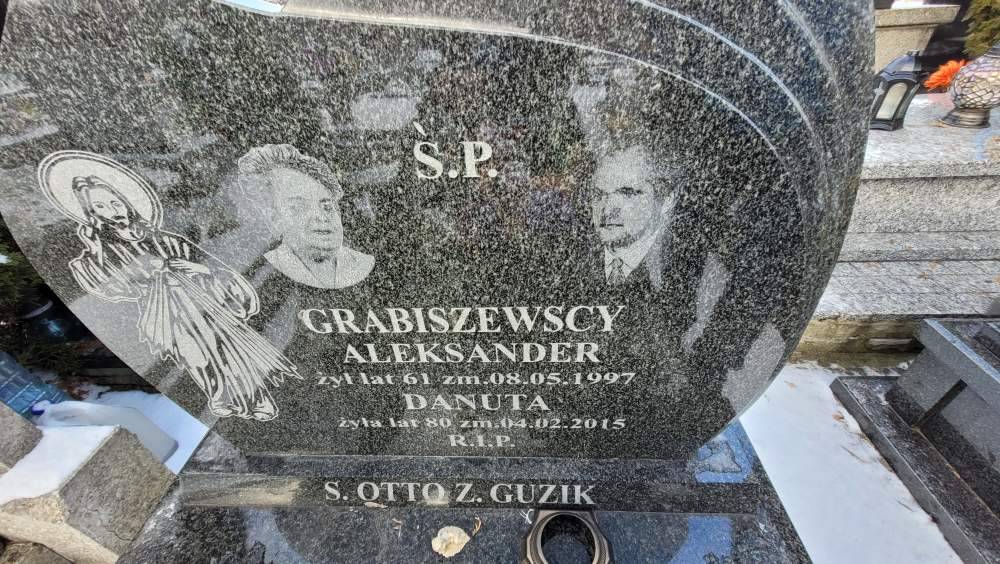 Ś.P.
GRABISZEWSCY
ALEKSANDER
żył lat 61 zm.08.05.1997
DANUTA
żyła lat 80 zm.04.02.2015
R.I.P.
S. OTTO Z. GUZIK